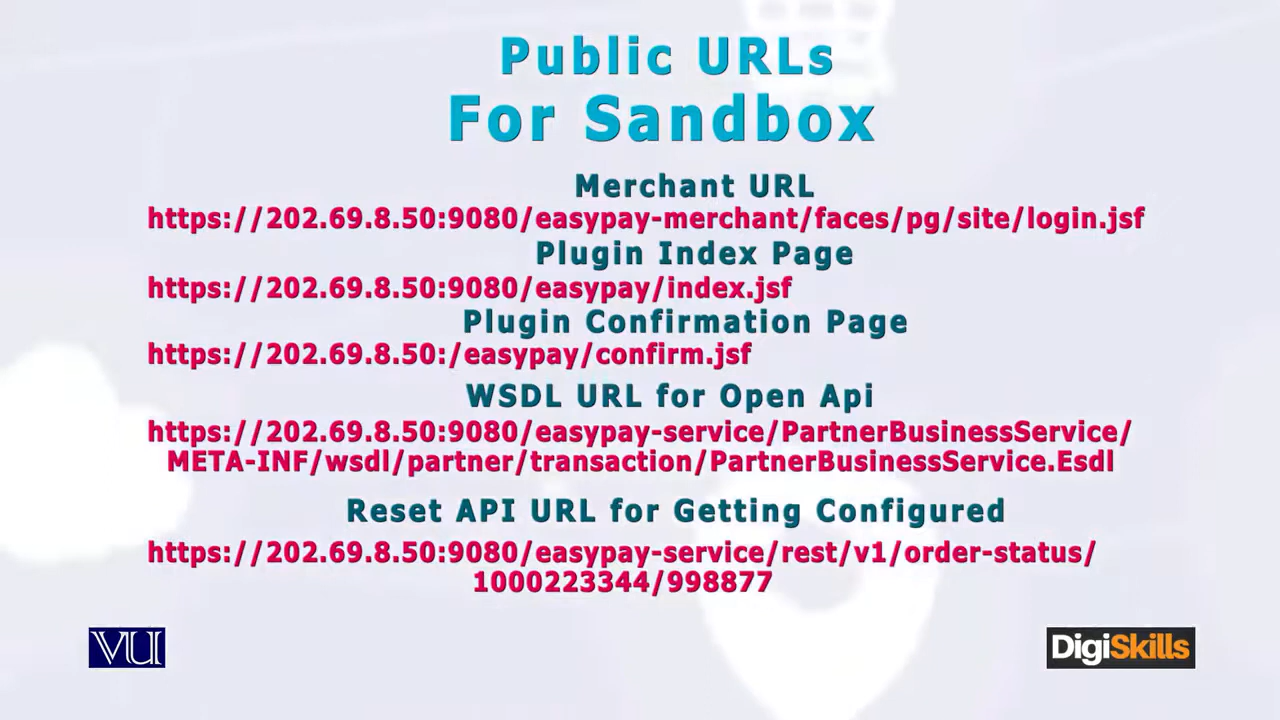 Public URLs
For Sandbox
Merchant URL
https://202.69.8.50:9080/easypay-merchant/faces/pg/site/login.jsf
Plugin Index Page
https://202.69.8.50:9080/easypay/index.jsf
Plugin Confirmation Page
https://202.69.8.50:/easypay/confirm.jsf
WSDL URL for Open Api
https://202.69.8.50:9080/easypay-service/PartnerBusinessService/
META-INF/wsdl/partner/transaction/PartnerBusinessService.Esdl
Reset API URL for Getting Configured
https://202.69.8.50:9080/easypay-service/rest/v1/order-status/
1000223344/998877
VU
DigiSkills